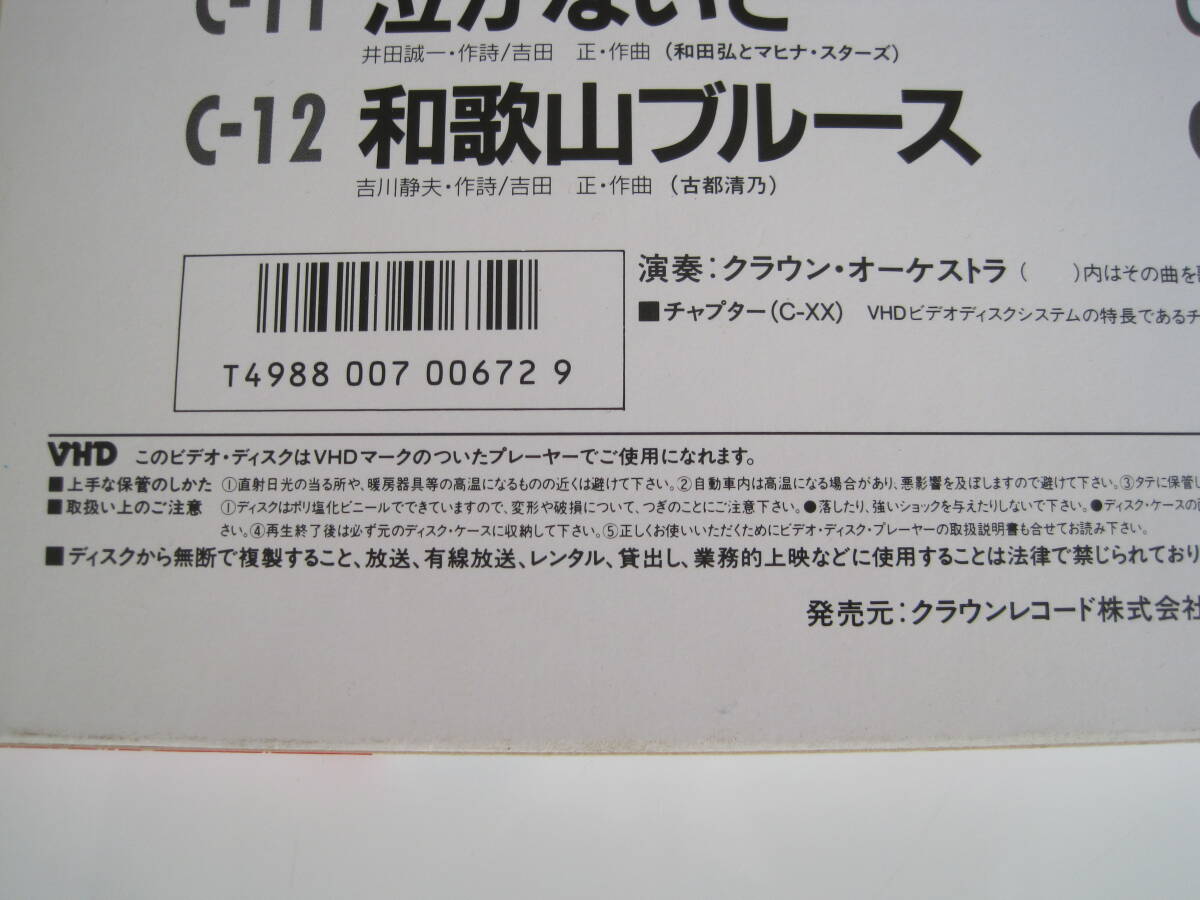 C-11 泣かないで
井田誠一・作詩/吉田 正・作曲（和田弘とマヒナ・スターズ）
C-12 和歌山ブルース
吉川静夫・作詩/吉田 正・作曲（古都清乃）
演奏：クラウン・オーケストラ（ ）内はその曲を
■チャプター(C-XX) VHDビデオディスクシステムの特長であるチ
T4988 007 00672 9
VHD このビデオ・ディスクはVHDマークのついたプレーヤーでご使用になれます。
■上手な保管のしかた ①直射日光の当る所や、暖房器具等の高温になるものの近くは避けて下さい。②自動車内は高温になる場合があり、悪影響を及ぼしますので避けて下さい。③タテに保管し
■取扱い上のご注意 ①ディスクはポリ塩化ビニールでできていますので、変形や破損について、つぎのことにご注意下さい。●落したり、強いショックを与えたりしないで下さい。●ディスク・ケースの
さい。④再生終了後は必ず元のディスク・ケースに収納して下さい。⑤正しくお使いいただくためにビデオ・ディスク・プレーヤーの取扱説明書も合せてお読み下さい。
■ディスクから無断で複製すること、放送、有線放送、レンタル、貸出し、業務的上映などに使用することは法律で禁じられており
発売元：クラウンレコード株式会社